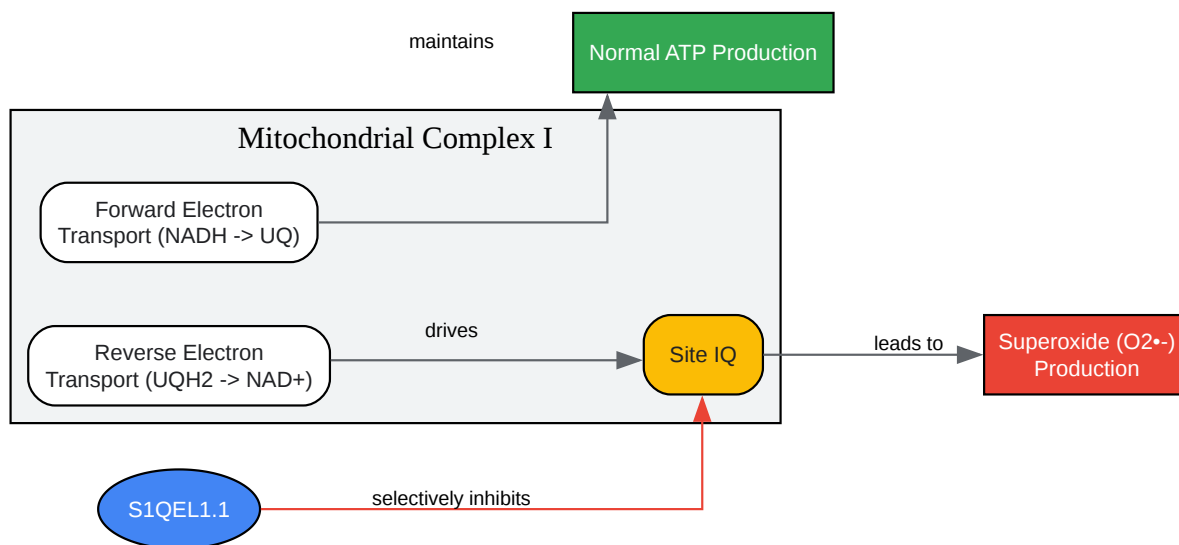 maintains
Normal ATP Production
Mitochondrial Complex I
Forward Electron
Transport (NADH -> UQ)
Reverse Electron
Transport (UQH2 -> NAD+)
drives
Site IQ
leads to
Superoxide (O2•-)
Production
S1QEL1.1
selectively inhibits